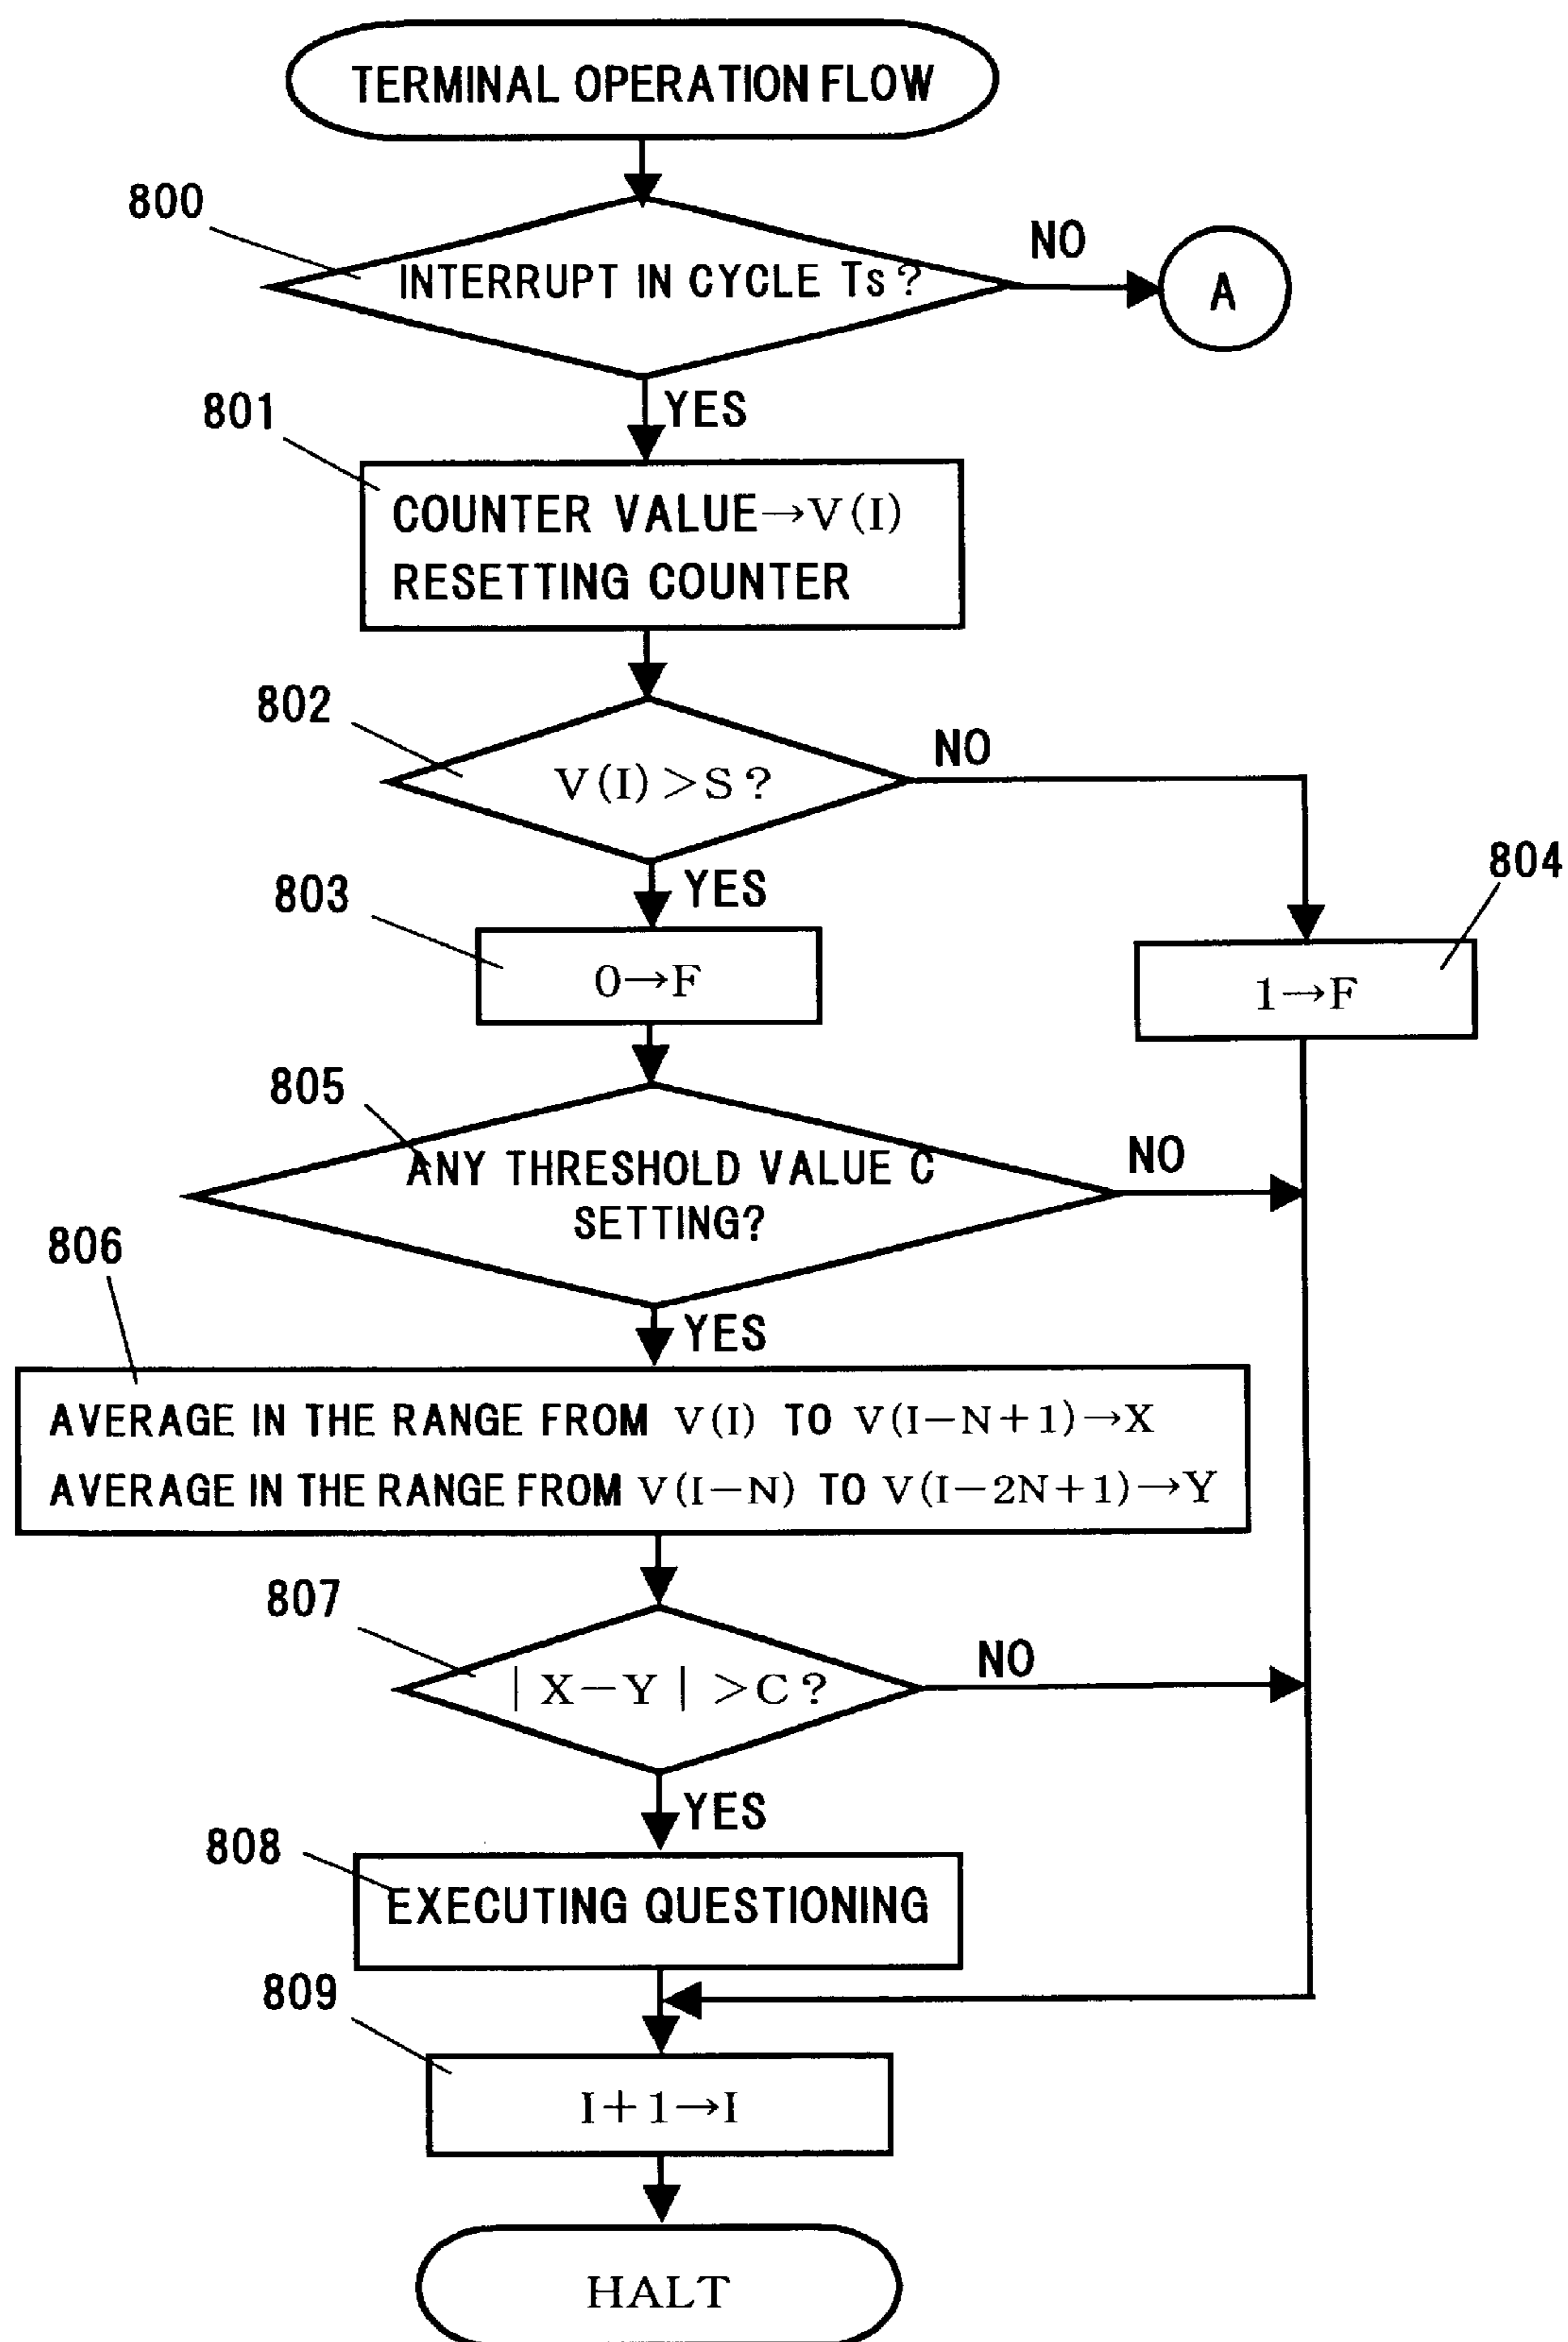 TERMINAL OPERATION FLOW
800
INTERRUPT IN CYCLE Ts?
NO
A
YES
801
COUNTER VALUE→V(I)
RESETTING COUNTER
802
V(I)>S?
NO
YES
803
0→F
804
1→F
805
ANY THRESHOLD VALUE C
SETTING?
NO
YES
806
AVERAGE IN THE RANGE FROM V(I) TO V(I−N+1)→X
AVERAGE IN THE RANGE FROM V(I−N) TO V(I−2N+1)→Y
807
|X−Y|>C?
NO
YES
808
EXECUTING QUESTIONING
809
I+1→I
HALT